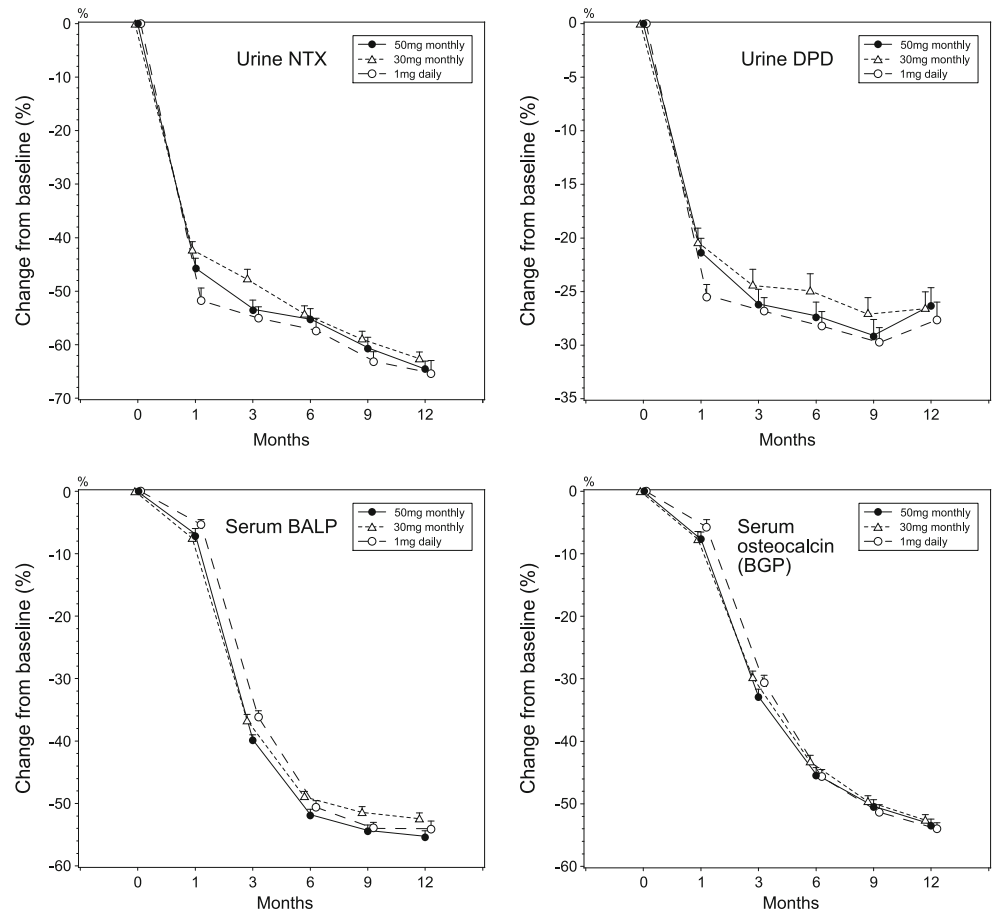 %
0
-10
-20
-30
-40
-50
-60
-70
Change from baseline (%)
Urine NTX
50mg monthly
30mg monthly
1mg daily
0 1 3 6 9 12
Months
%
0
-5
-10
-15
-20
-25
-30
-35
Change from baseline (%)
Urine DPD
50mg monthly
30mg monthly
1mg daily
0 1 3 6 9 12
Months
%
0
-10
-20
-30
-40
-50
-60
Change from baseline (%)
Serum BALP
50mg monthly
30mg monthly
1mg daily
0 1 3 6 9 12
Months
%
0
-10
-20
-30
-40
-50
-60
Change from baseline (%)
Serum
osteocalcin
(BGP)
50mg monthly
30mg monthly
1mg daily
0 1 3 6 9 12
Months